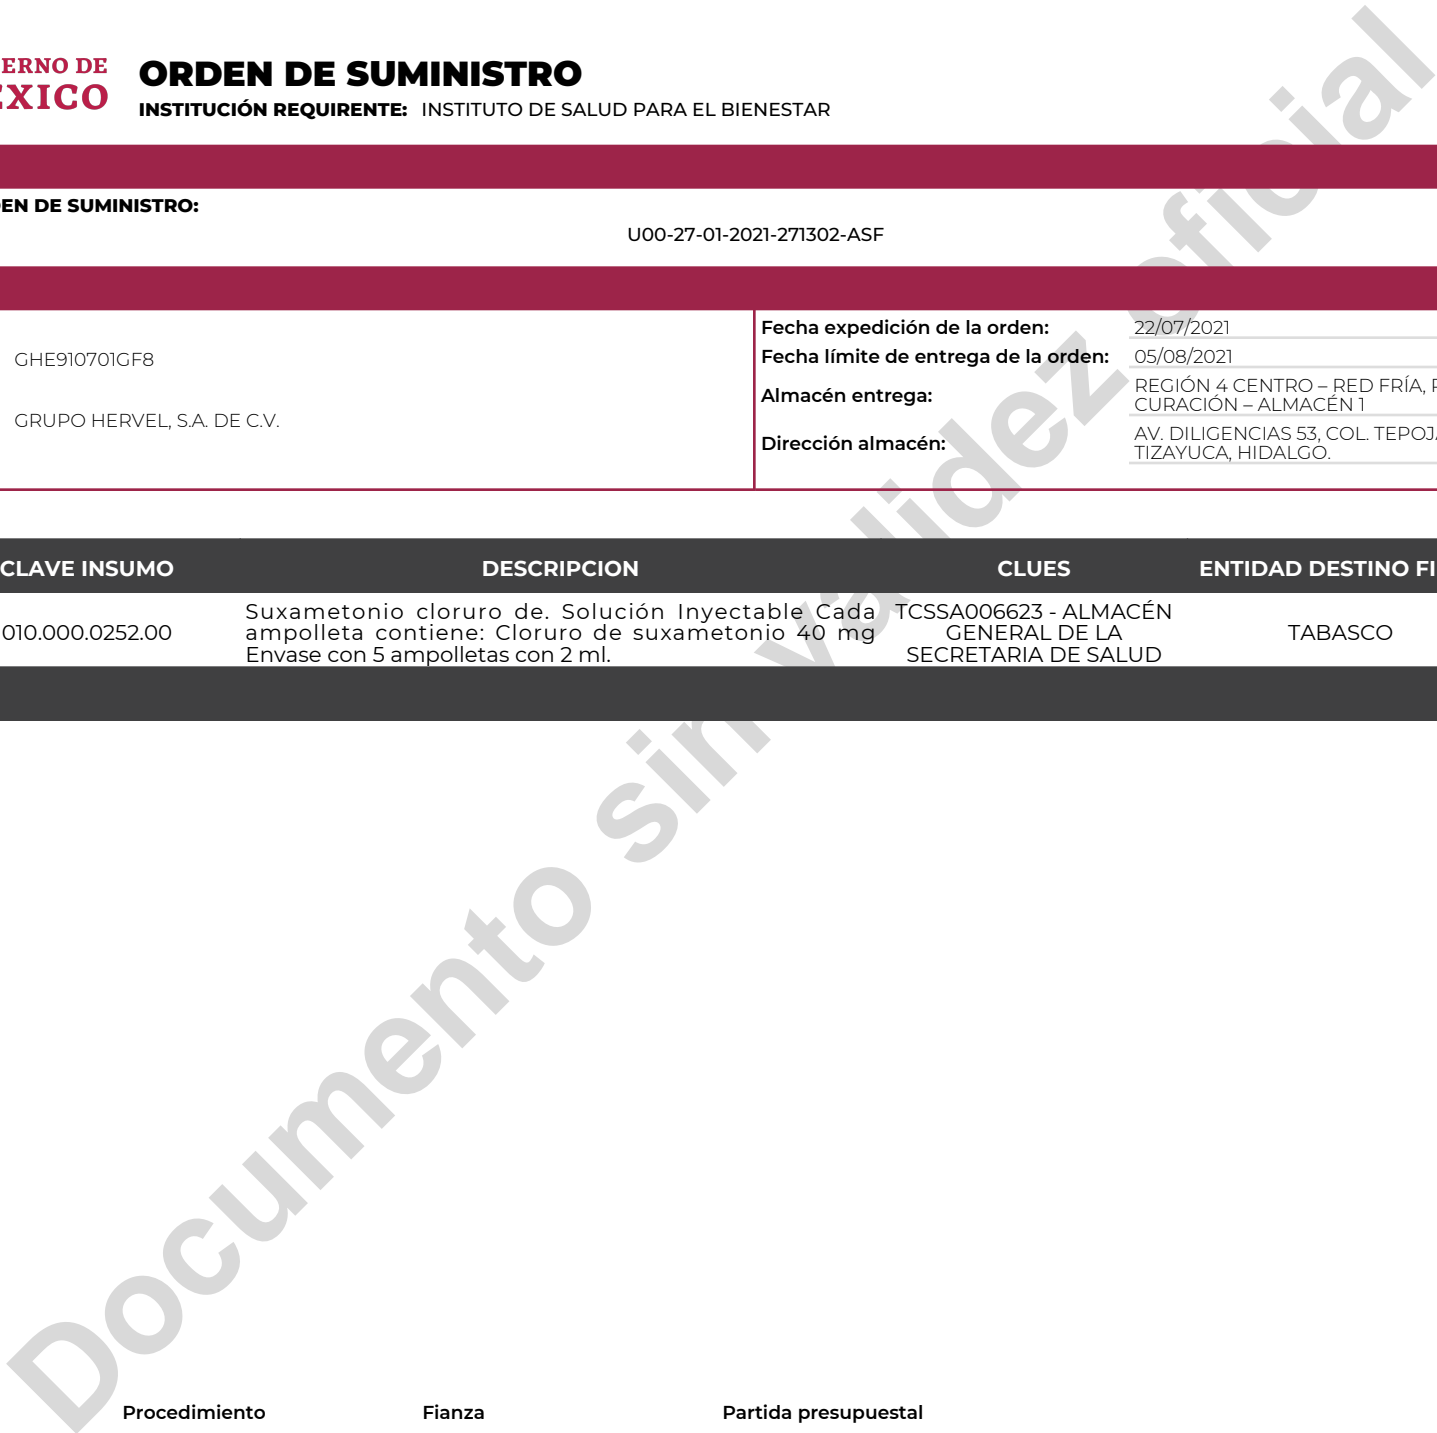 ERNO DE
ÉXICO
ORDEN DE SUMINISTRO
INSTITUCIÓN REQUIRENTE: INSTITUTO DE SALUD PARA EL BIENESTAR
EN DE SUMINISTRO:
U00-27-01-2021-271302-ASF
GHE910701GF8
GRUPO HERVEL, S.A. DE C.V.
Fecha expedición de la orden: 22/07/2021
Fecha límite de entrega de la orden: 05/08/2021
Almacén entrega: REGIÓN 4 CENTRO – RED FRÍA,
CURACIÓN – ALMACÉN 1
Dirección almacén: AV. DILIGENCIAS 53, COL. TEPOJ
TIZAYUCA, HIDALGO.
CLAVE INSUMO DESCRIPCION CLUES ENTIDAD DESTINO FI
010.000.0252.00
Suxametonio cloruro de. Solución Inyectable Cada
ampolleta contiene: Cloruro de suxametonio 40 mg
Envase con 5 ampolletas con 2 ml.
TCSSA006623 - ALMACÉN
GENERAL DE LA
SECRETARIA DE SALUD
TABASCO
Documento sin validez oficial
Procedimiento Fianza Partida presupuestal